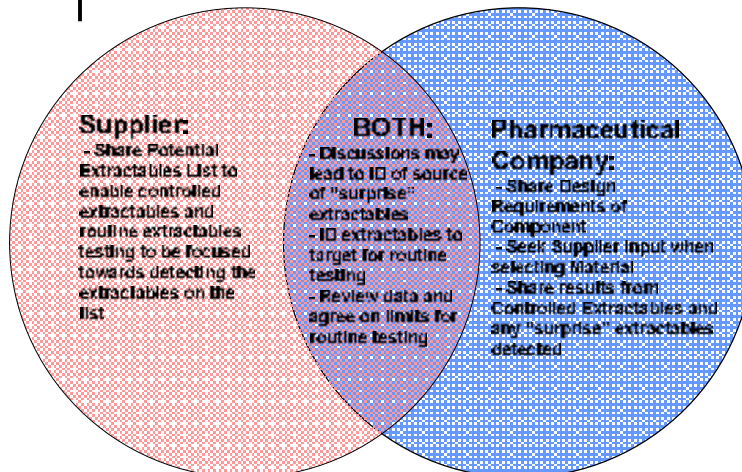 Supplier:
- Share Potential
Extractables List to
enable controlled
extractables and
routine extractables
testing to be focused
towards detecting the
extractables on the
list
BOTH:
- Discussions may
lead to ID of source
of "surprise"
extractables
- ID extractables to
target for routine
testing
- Review data and
agree on limits for
routine testing
Pharmaceutical
Company:
- Share Design
Requirements of
Component
- Seek Supplier Input when
selecting Material
- Share results from
Controlled Extractables and
any "surprise" extractables
detected